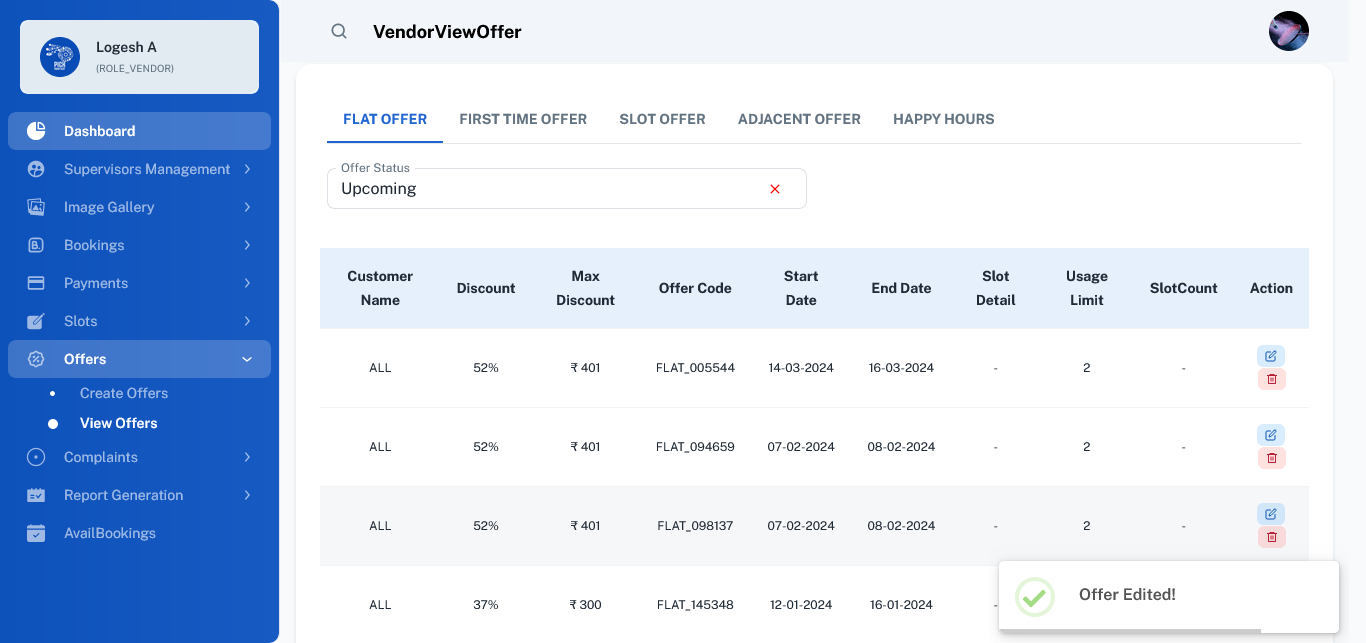 Logesh A
(ROLE_VENDOR)
Dashboard
Supervisors Management
Image Gallery
Bookings
Payments
Slots
Offers
Create Offers
View Offers
Complaints
Report Generation
AvailBookings
VendorViewOffer
FLAT OFFER FIRST TIME OFFER SLOT OFFER ADJACENT OFFER HAPPY HOURS
Offer Status
Upcoming
Customer Name Discount Max Discount Offer Code Start Date End Date Slot Detail Usage Limit SlotCount Action
ALL 52% ₹ 401 FLAT_005544 14-03-2024 16-03-2024 - 2 -
ALL 52% ₹ 401 FLAT_094659 07-02-2024 08-02-2024 - 2 -
ALL 52% ₹ 401 FLAT_098137 07-02-2024 08-02-2024 - 2 -
ALL 37% ₹ 300 FLAT_145348 12-01-2024 16-01-2024 -
Offer Edited!